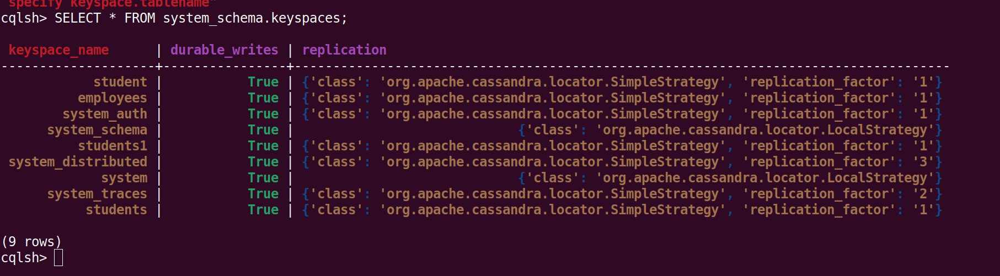 specify keyspace.tablename"
cqlsh> SELECT * FROM system_schema.keyspaces;
keyspace_name | durable_writes | replication
--------------------+----------------+-------------------------------------------------------------------------------------
student | True | {'class': 'org.apache.cassandra.locator.SimpleStrategy', 'replication_factor': '1'}
employees | True | {'class': 'org.apache.cassandra.locator.SimpleStrategy', 'replication_factor': '1'}
system_auth | True | {'class': 'org.apache.cassandra.locator.SimpleStrategy', 'replication_factor': '1'}
system_schema | True | {'class': 'org.apache.cassandra.locator.LocalStrategy'}
students1 | True | {'class': 'org.apache.cassandra.locator.SimpleStrategy', 'replication_factor': '1'}
system_distributed | True | {'class': 'org.apache.cassandra.locator.SimpleStrategy', 'replication_factor': '3'}
system | True | {'class': 'org.apache.cassandra.locator.LocalStrategy'}
system_traces | True | {'class': 'org.apache.cassandra.locator.SimpleStrategy', 'replication_factor': '2'}
students | True | {'class': 'org.apache.cassandra.locator.SimpleStrategy', 'replication_factor': '1'}
(9 rows)
cqlsh>